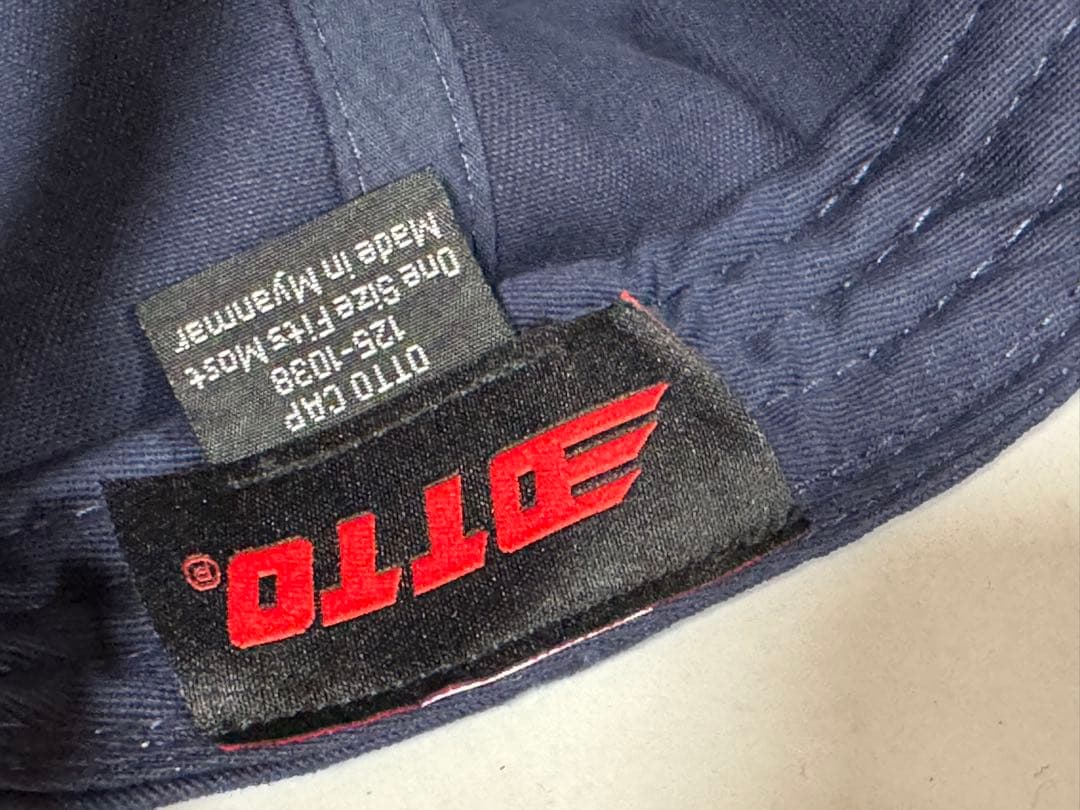 OTTO®
OTTO CAP
125-1038
One Size Fits Most
Made in Myanmar